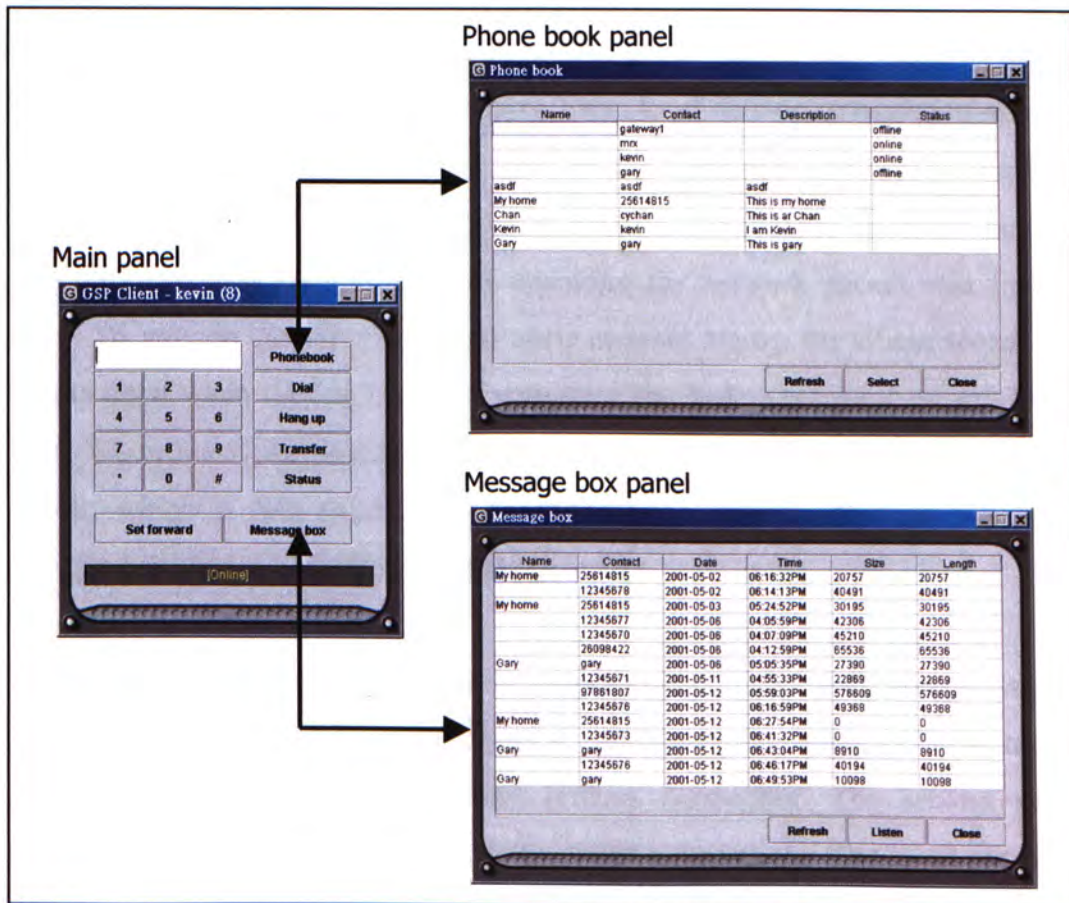 Phone book panel
Phone book
Name Contact Description Status
gateway1 offline
mrx online
kevin online
gary offline
asdf asdf asdf
My home 25614815 This is my home
Chan cychan This is ar Chan
Kevin kevin I am Kevin
Gary gary This is gary
Refresh Select Close
Main panel
GSP Client - kevin (8)
Phonebook
1 2 3 Dial
4 5 6 Hang up
7 8 9 Transfer
* 0 # Status
Set forward Message box
[Online]
Message box panel
Message box
Name Contact Date Time Size Length
My home 25614815 2001-05-02 06:16:32PM 20757 20757
12345678 2001-05-02 06:14:13PM 40491 40491
My home 25614815 2001-05-03 05:24:52PM 30195 30195
12345677 2001-05-06 04:05:59PM 42306 42306
12345670 2001-05-06 04:07:09PM 45210 45210
26098422 2001-05-06 04:12:59PM 65536 65536
Gary gary 2001-05-06 05:05:35PM 27390 27390
12345671 2001-05-11 04:55:33PM 22869 22869
97861807 2001-05-12 05:59:03PM 576609 576609
12345676 2001-05-12 06:16:59PM 49368 49368
My home 25614815 2001-05-12 06:27:54PM 0 0
12345673 2001-05-12 06:41:32PM 0 0
Gary gary 2001-05-12 06:43:04PM 8910 8910
12345676 2001-05-12 06:46:17PM 40194 40194
Gary gary 2001-05-12 06:49:53PM 10098 10098
Refresh Listen Close